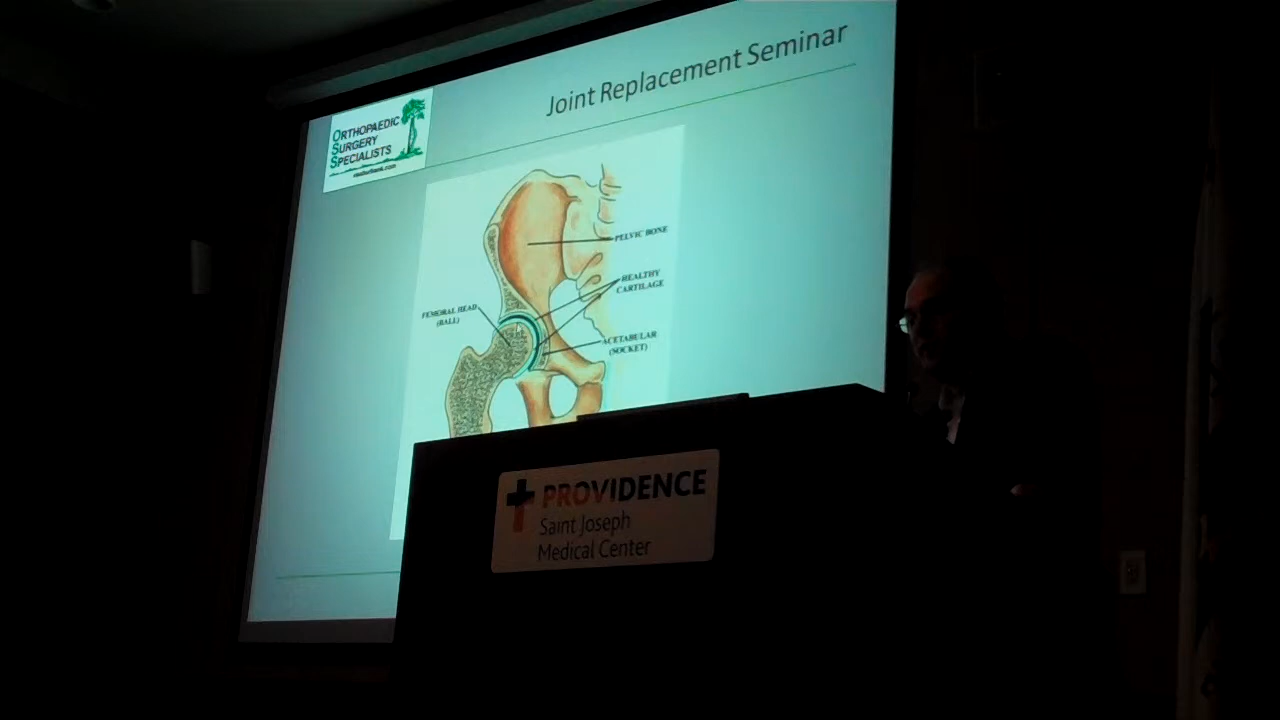 Joint Replacement Seminar
ORTHOPAEDIC
SURGERY
SPECIALISTS
PELVIC BONE
HEALTHY
CARTILAGE
FEMORAL HEAD
(BALL)
ACETABULAR
(SOCKET)
PROVIDENCE
Saint Joseph
Medical Center